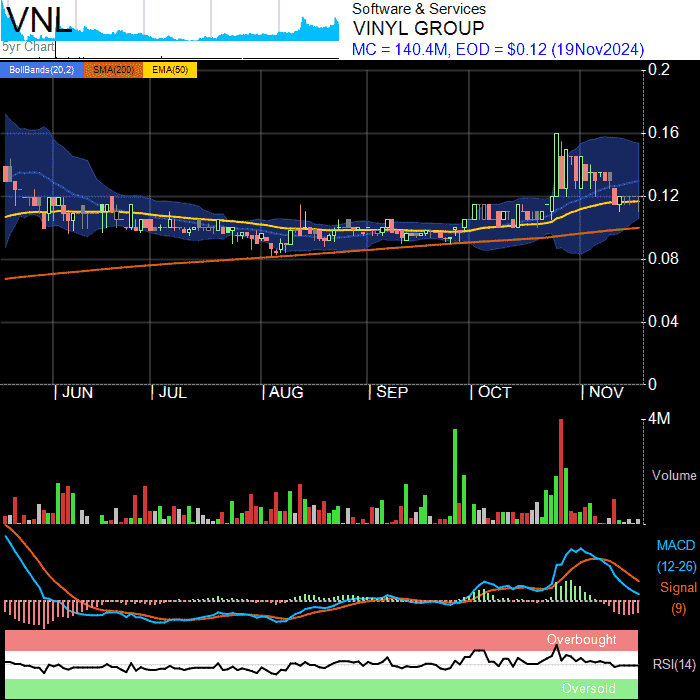 VNL
5yr Chart
Software & Services
VINYL GROUP
MC = 140.4M, EOD = $0.12 (19Nov2024)
BollBands(20,2) SMA(200) EMA(50)
0.2
0.16
0.12
0.08
0.04
0
JUN JUL AUG SEP OCT NOV
4M
Volume
MACD
(12-26)
Signal
(9)
Overbought
RSI(14)
Oversold